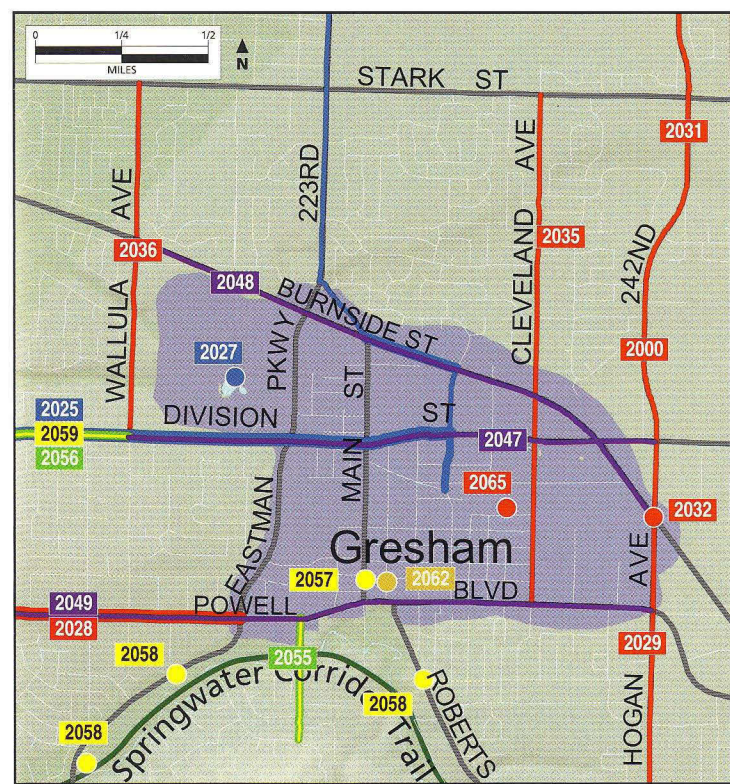 0 1/4 1/2
MILES
N
STARK ST
2031
223RD
AVE
AVE
2036
2035
2048
242ND
BURNSIDE ST
CLEVELAND
WALLULA
PKWY
2000
2027
ST
2025
DIVISION ST
2059
2047
2056
MAIN
2065
2032
EASTMAN
Gresham
AVE
2057
2062
2049
POWELL BLVD
2028
2029
2058
2055
2058
ROBERTS
HOGAN
2058
Springwater Corridor Trail